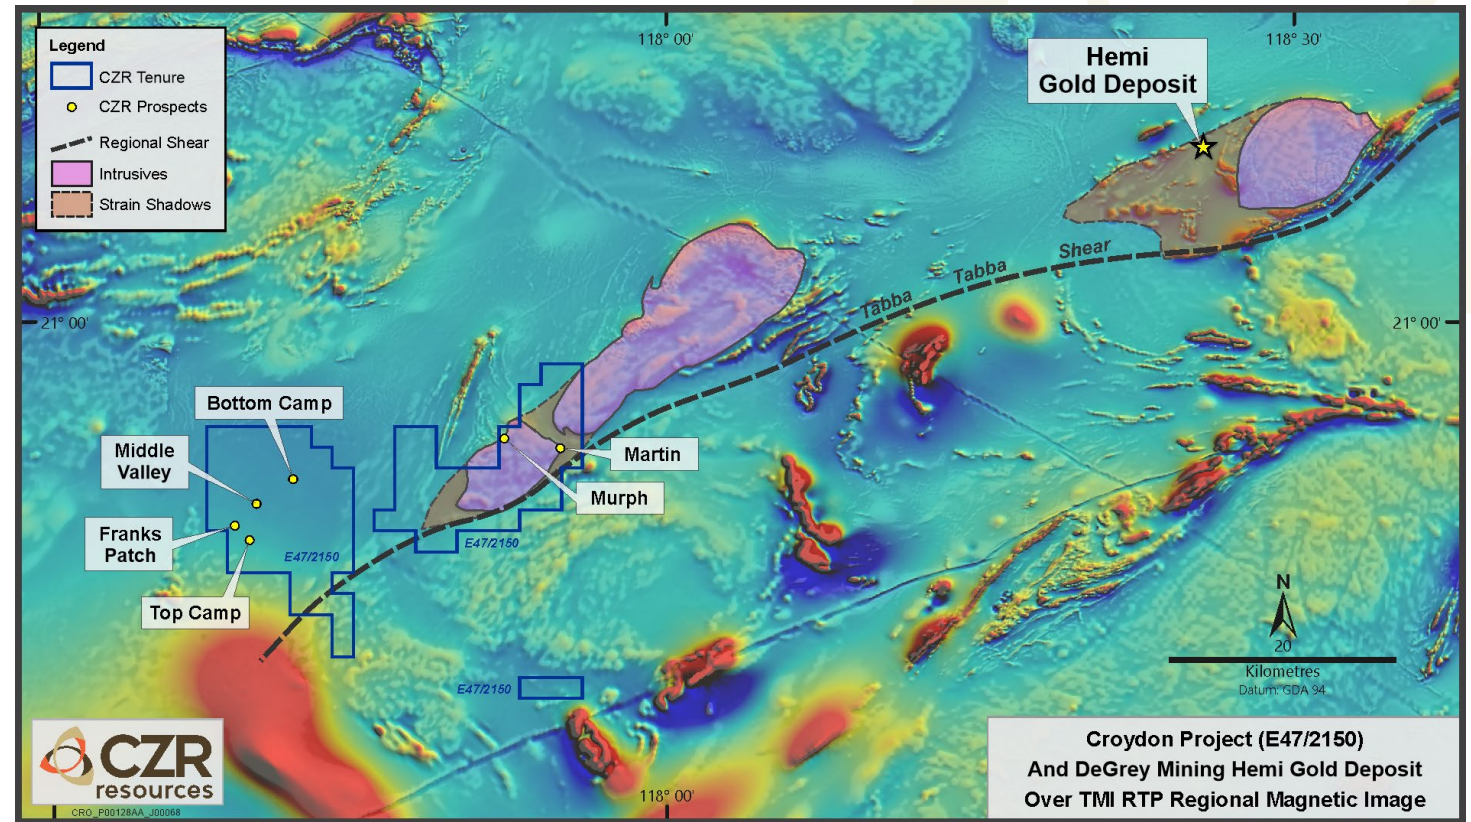 Legend
CZR Tenure
CZR Prospects
Regional Shear
Intrusives
Strain Shadows
118° 00'
118° 30'
Hemi
Gold Deposit
Tabba Tabba Shear
21° 00'
21° 00'
Bottom Camp
Middle
Valley
Franks
Patch
Top Camp
Martin
Murph
E47/2150
E47/2150
E47/2150
N
20
Kilometres
Datum: GDA 94
CZR
resources
CRO_P00128AA_J00068
118° 00'
Croydon Project (E47/2150)
And DeGrey Mining Hemi Gold Deposit
Over TMI RTP Regional Magnetic Image